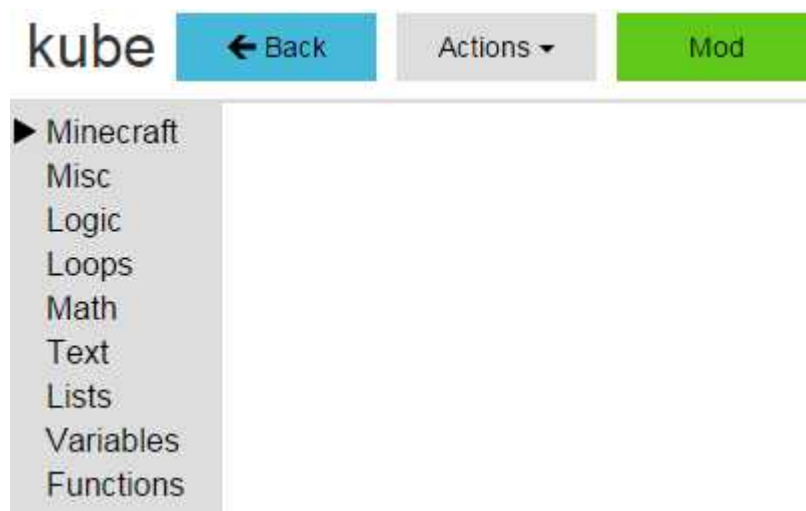 kube Back Actions Mod
Minecraft
Misc
Logic
Loops
Math
Text
Lists
Variables
Functions